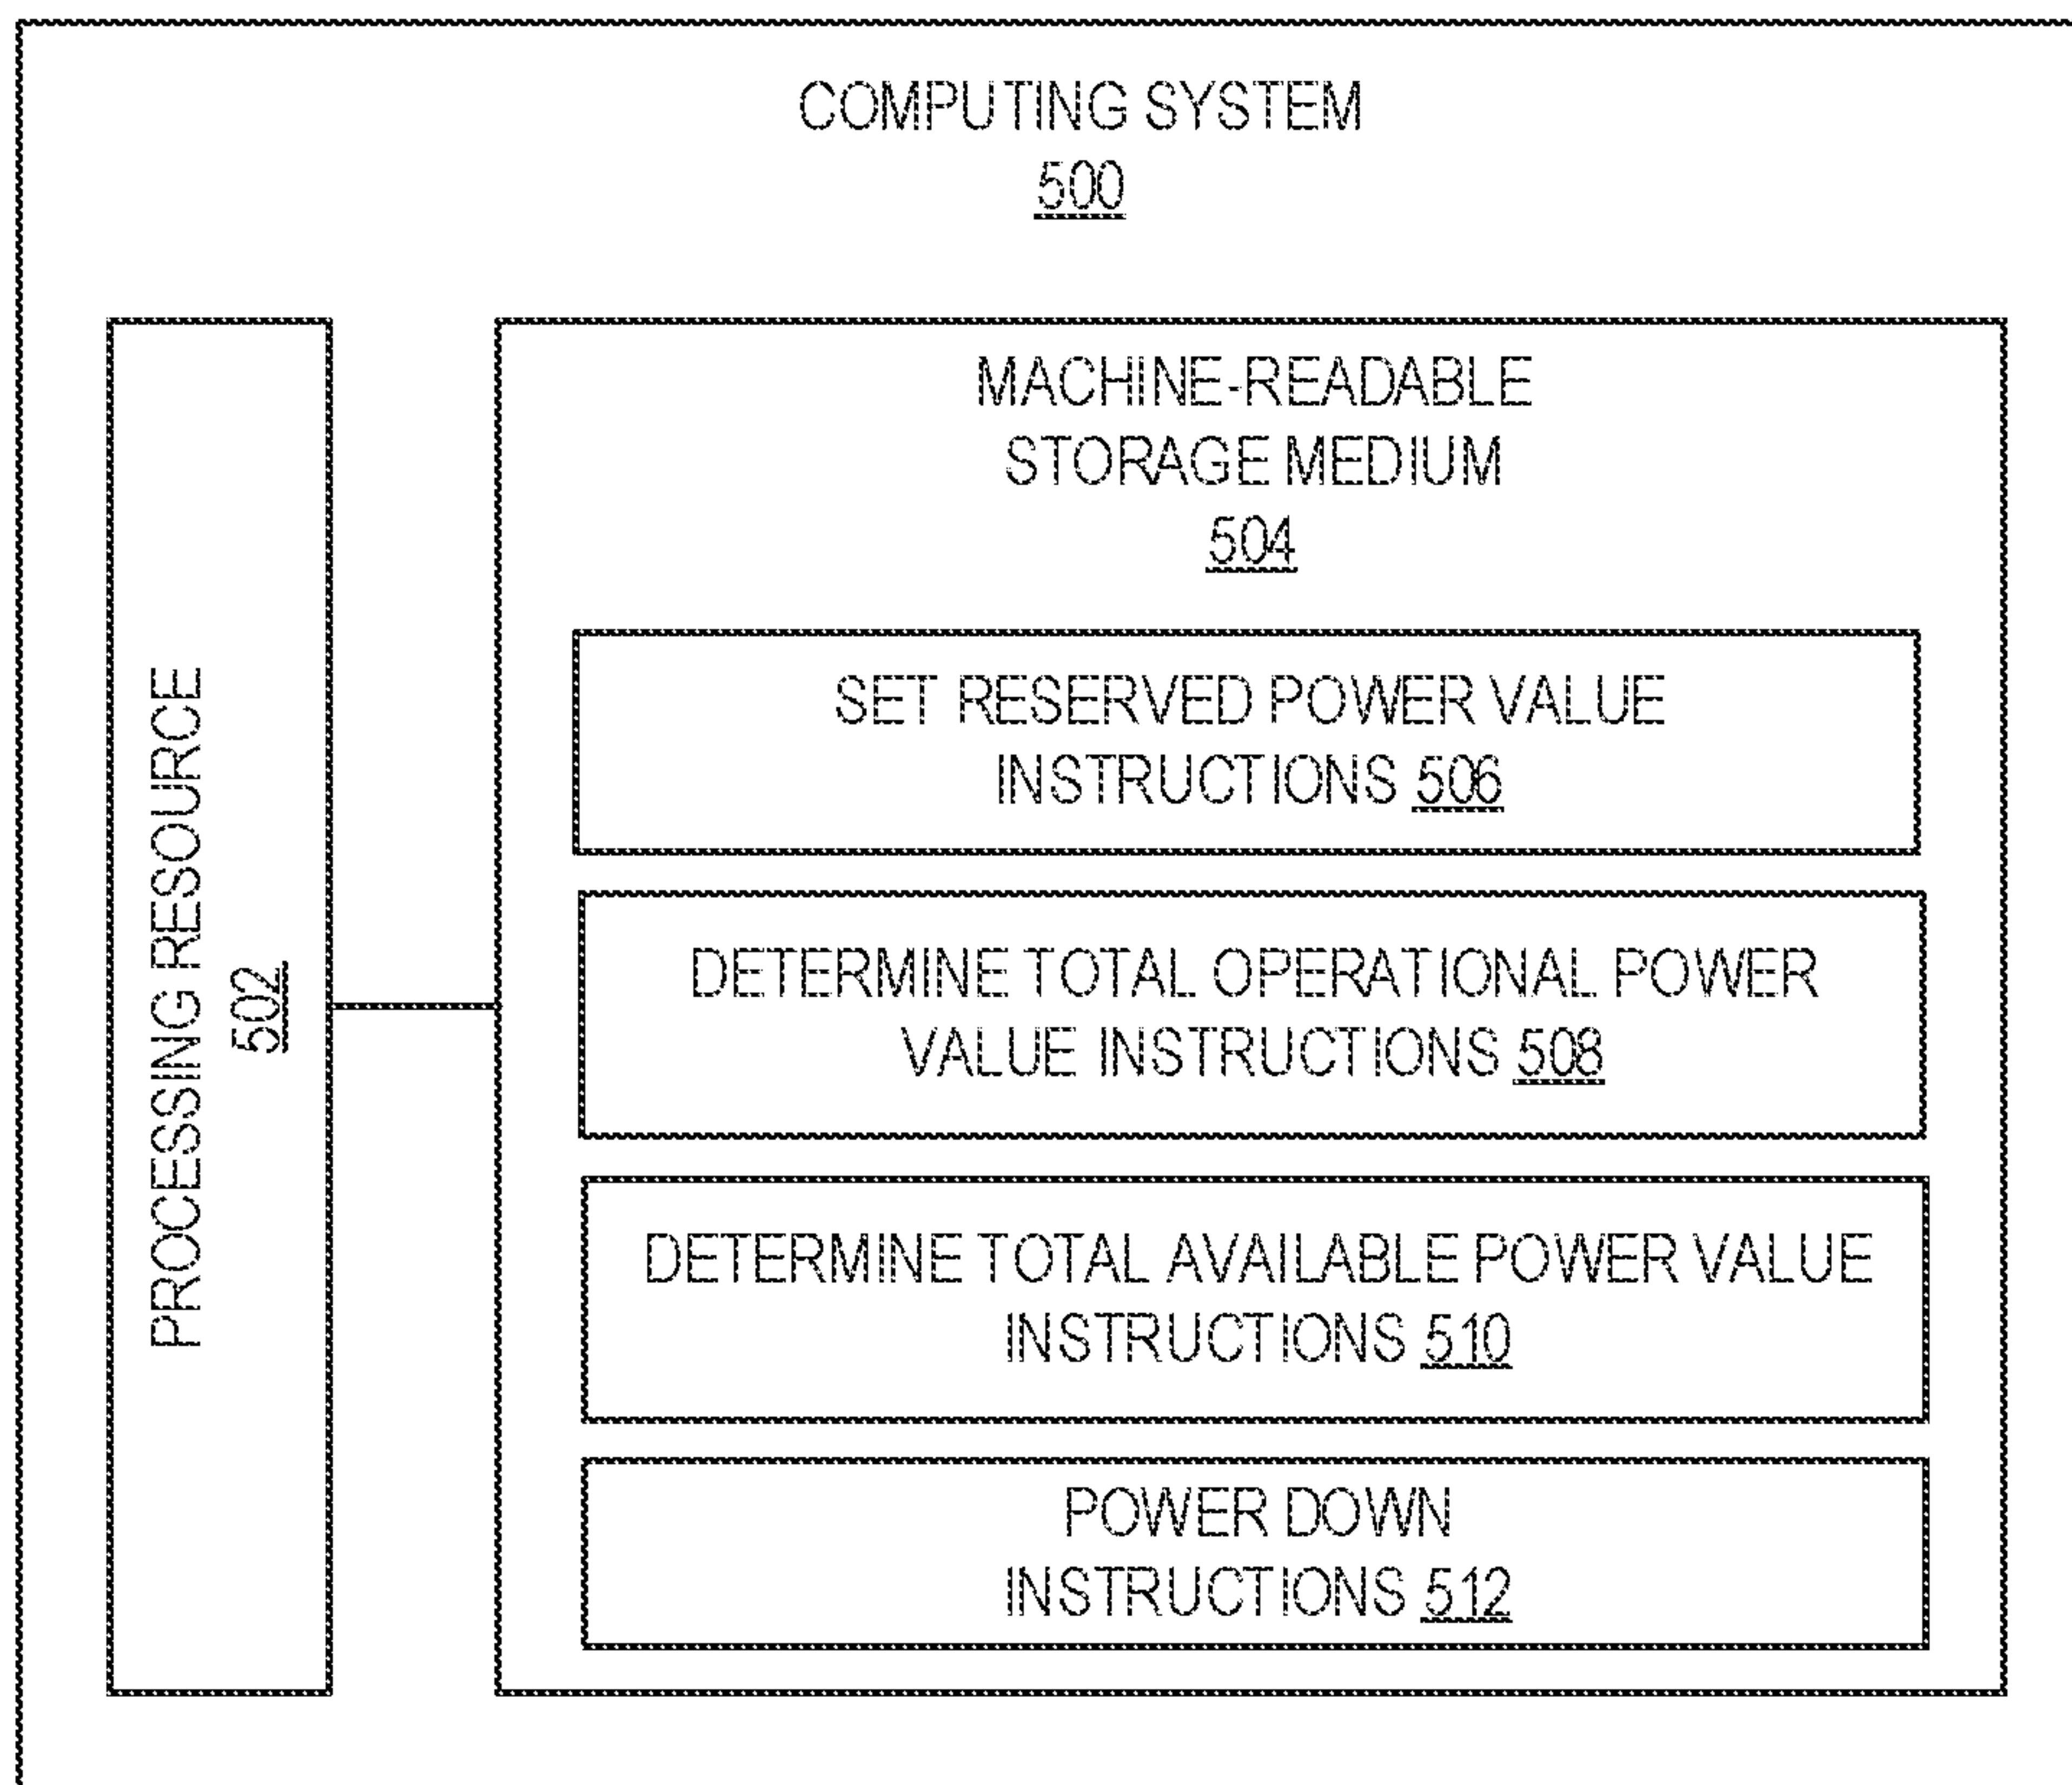 COMPUTING SYSTEM
500
PROCESSING RESOURCE
502
MACHINE-READABLE
STORAGE MEDIUM
504
SET RESERVED POWER VALUE
INSTRUCTIONS 506
DETERMINE TOTAL OPERATIONAL POWER
VALUE INSTRUCTIONS 508
DETERMINE TOTAL AVAILABLE POWER VALUE
INSTRUCTIONS 510
POWER DOWN
INSTRUCTIONS 512